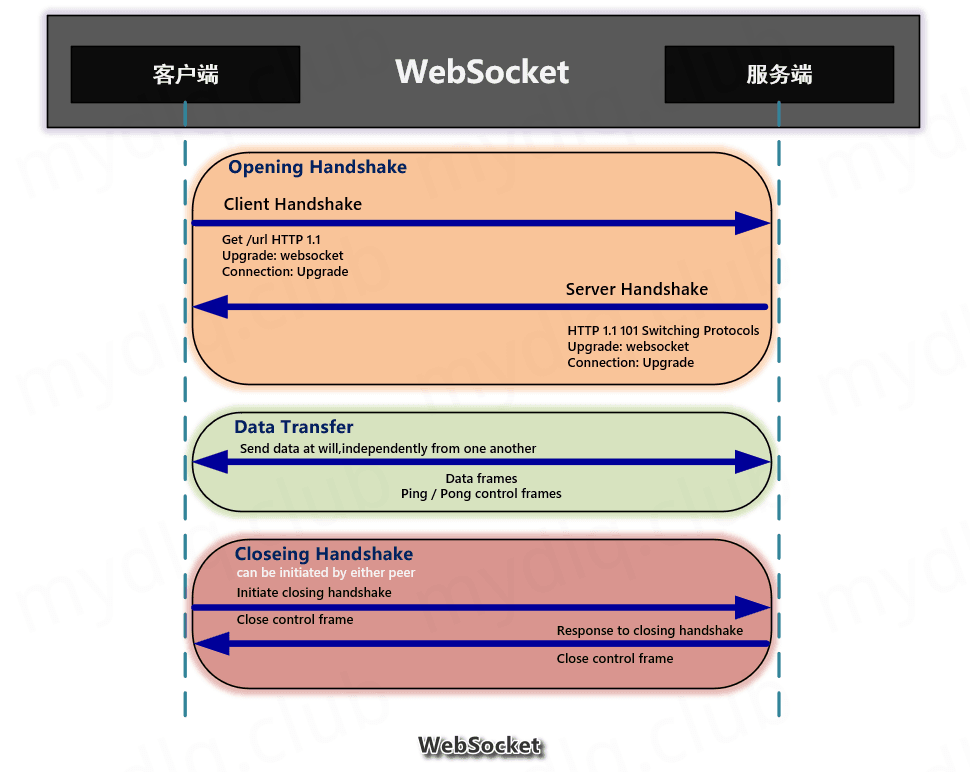 客户端
WebSocket
服务端
Opening Handshake
Client Handshake
Get /url HTTP 1.1
Upgrade: websocket
Connection: Upgrade
Server Handshake
HTTP 1.1 101 Switching Protocols
Upgrade: websocket
Connection: Upgrade
Data Transfer
Send data at will,independently from one another
Data frames
Ping / Pong control frames
Closeing Handshake
can be initiated by either peer
Initiate closing handshake
Close control frame
Response to closing handshake
Close control frame
WebSocket
mydlq.club